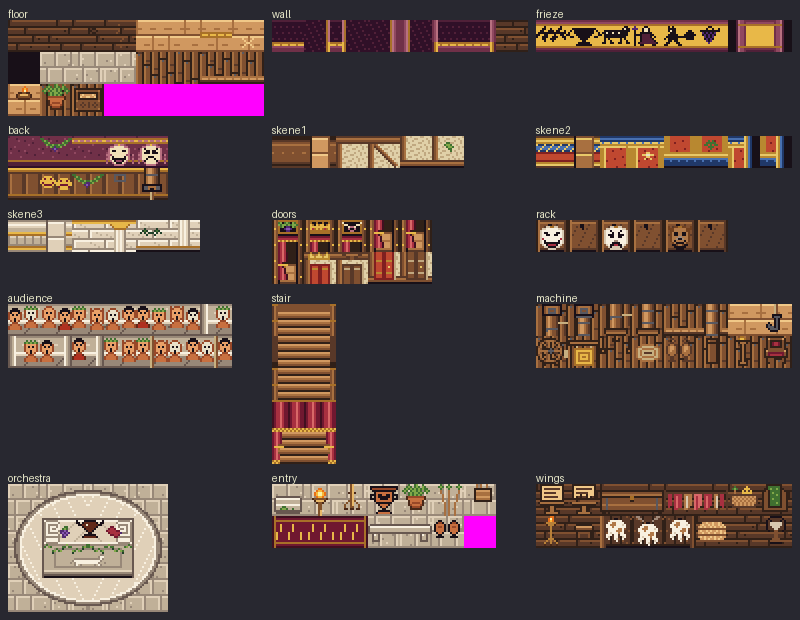 floor
wall
frieze
back
skene1
skene2
skene3
doors
rack
audience
stair
machine
orchestra
entry
wings